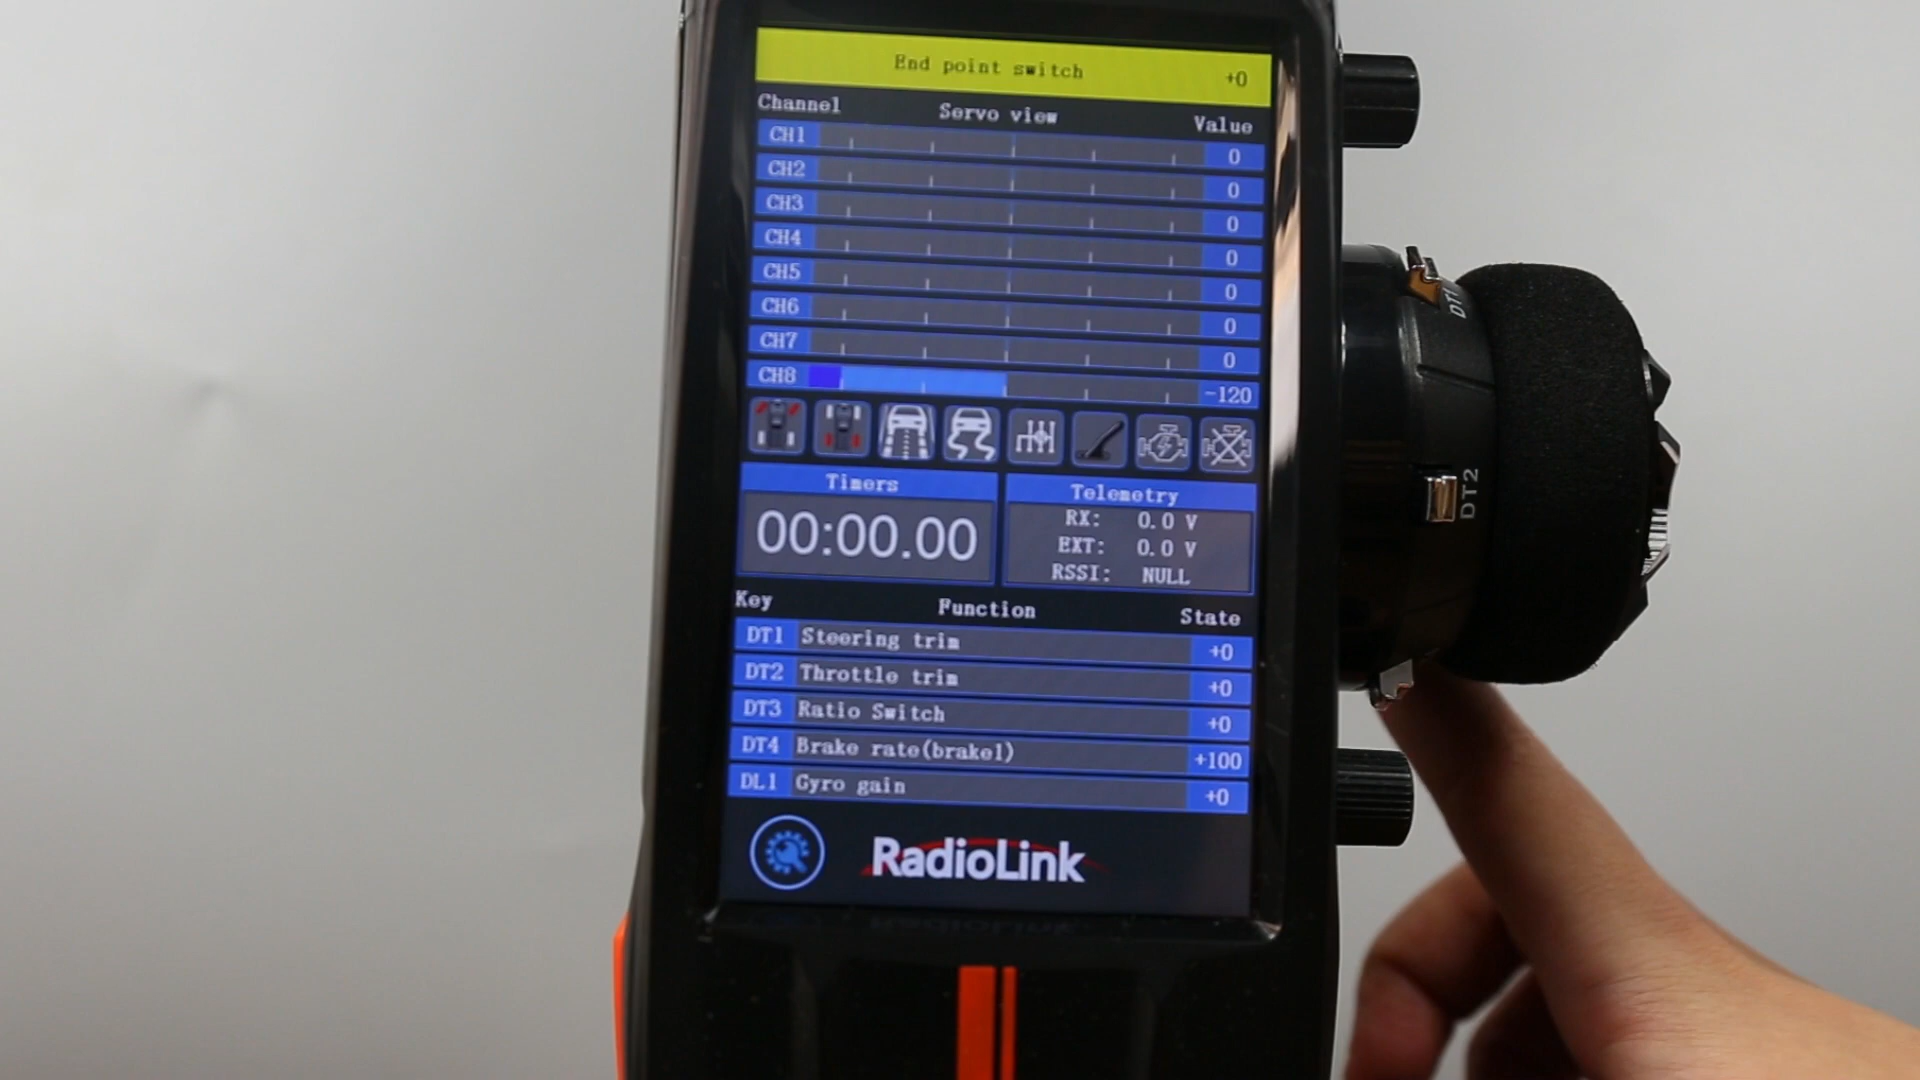 End point switch +0
Channel Servo view Value
CH1 0
CH2 0
CH3 0
CH4 0
CH5 0
CH6 0
CH7 0
CH8 -120
Timers
00:00.00
Telemetry
RX: 0.0 V
EXT: 0.0 V
RSSI: NULL
Key Function State
DT1 Steering trim +0
DT2 Throttle trim +0
DT3 Ratio Switch +0
DT4 Brake rate(brake1) +100
DL1 Gyro gain +0
RadioLink
DT1
DT2